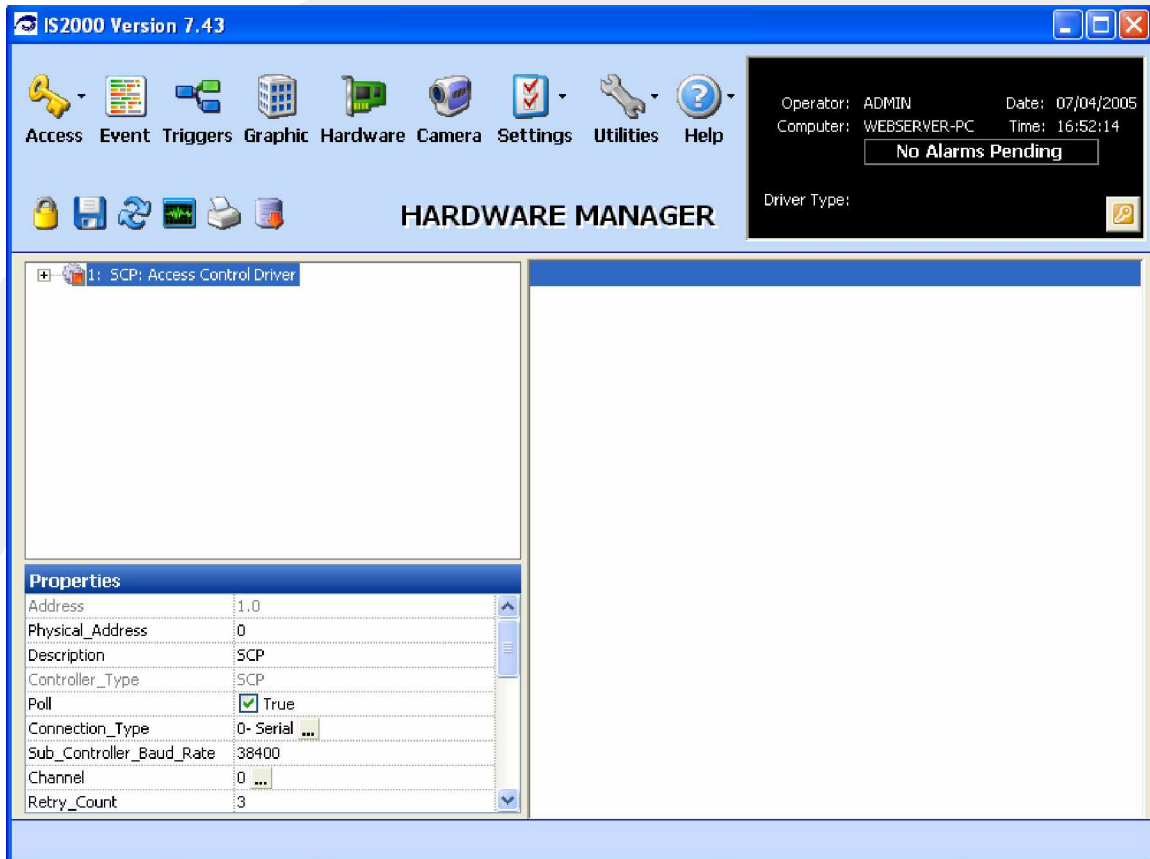 IS2000 Version 7.43
Access Event Triggers Graphic Hardware Camera Settings Utilities Help
Operator: ADMIN Date: 07/04/2005
Computer: WEBSERVER-PC Time: 16:52:14
No Alarms Pending
Driver Type:
HARDWARE MANAGER
1: SCP: Access Control Driver
Properties
Address 1.0
Physical_Address 0
Description SCP
Controller_Type SCP
Poll True
Connection_Type 0- Serial ...
Sub_Controller_Baud_Rate 38400
Channel 0 ...
Retry_Count 3